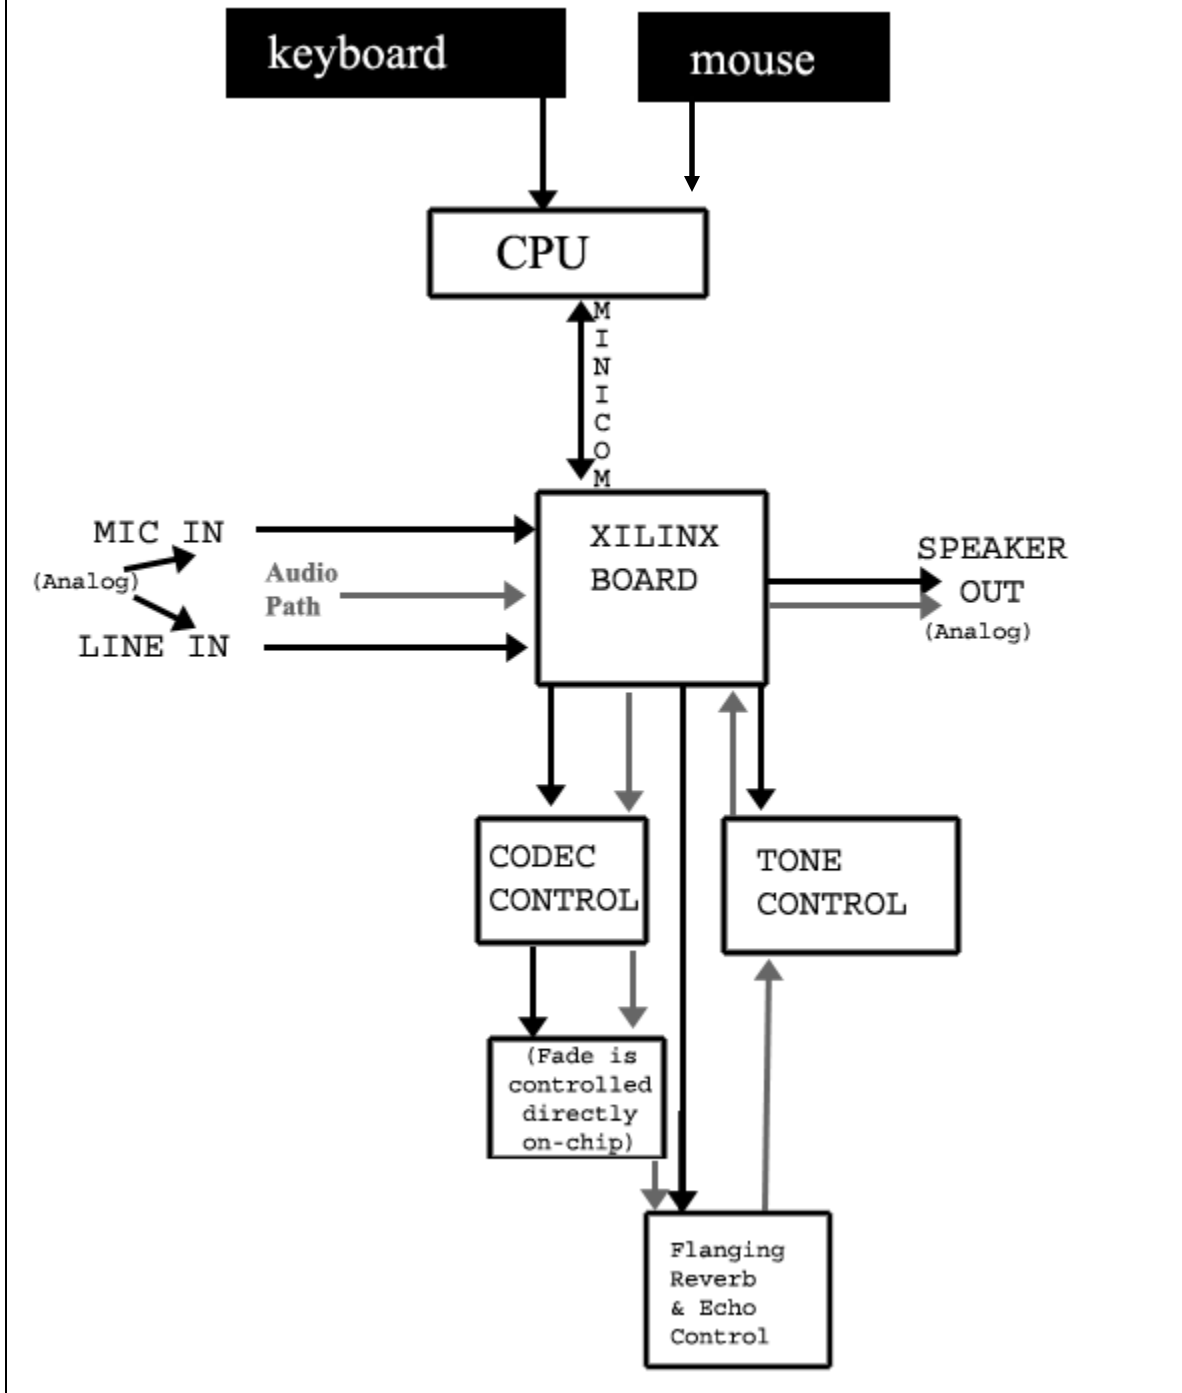 keyboard
mouse
CPU
MINICOM
MIC IN
(Analog)
LINE IN
Audio
Path
XILINX
BOARD
SPEAKER
OUT
(Analog)
CODEC
CONTROL
TONE
CONTROL
(Fade is
controlled
directly
on-chip)
Flanging
Reverb
& Echo
Control